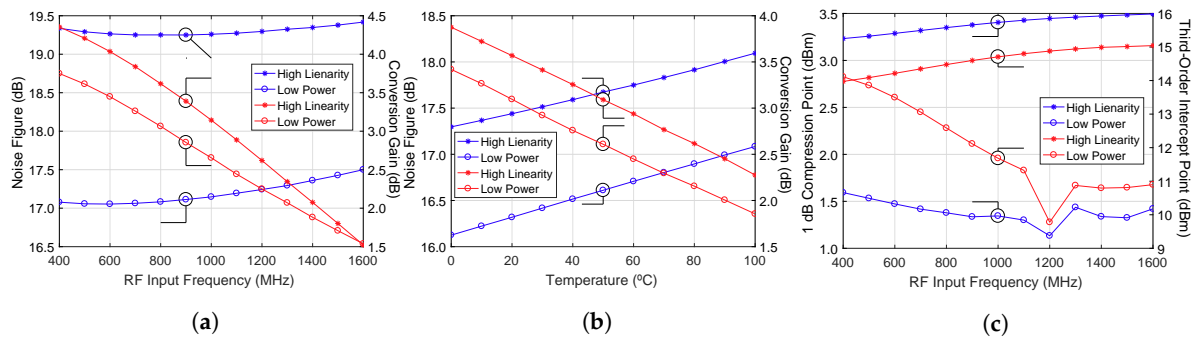 19.5
19.0
18.5
18.0
17.5
17.0
16.5
Noise Figure (dB)
4.5
4.0
3.5
3.0
2.5
2.0
1.5
Conversion Gain (dB)
High Lienarity
Low Power
High Linearity
Low Power
400 600 800 1000 1200 1400 1600
RF Input Frequency (MHz)
(a)
18.5
18.0
17.5
17.0
16.5
16.0
Noise Figure (dB)
4.0
3.5
3.0
2.5
2.0
1.5
Conversion Gain (dB)
High Lienarity
Low Power
High Linearity
Low Power
0 20 40 60 80 100
Temperature (ºC)
(b)
3.5
3.0
2.5
2.0
1.5
1.0
1 dB Compression Point (dBm)
16
15
14
13
12
11
10
9
Third-Order Intercept Point (dBm)
High Lienarity
Low Power
High Linearity
Low Power
400 600 800 1000 1200 1400 1600
RF Input Frequency (MHz)
(c)